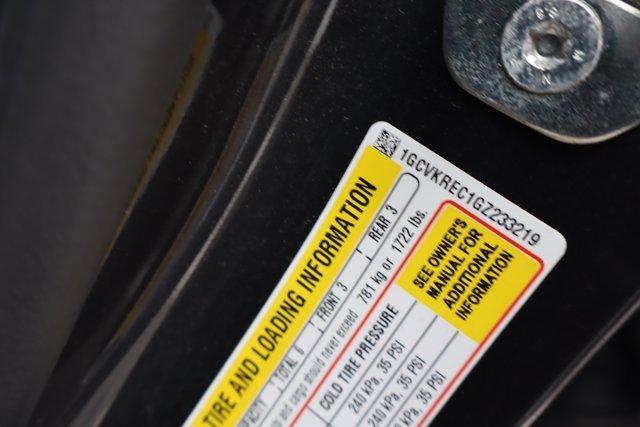 1GCVKREC1GZ233219
TIRE AND LOADING INFORMATION
TOTAL 6 FRONT 3 REAR 3
and cargo should never exceed 781 kg or 1722 lbs.
COLD TIRE PRESSURE
240 kPa, 35 PSI
240 kPa, 35 PSI
kPa, 35 PSI
SEE OWNER'S
MANUAL FOR
ADDITIONAL
INFORMATION